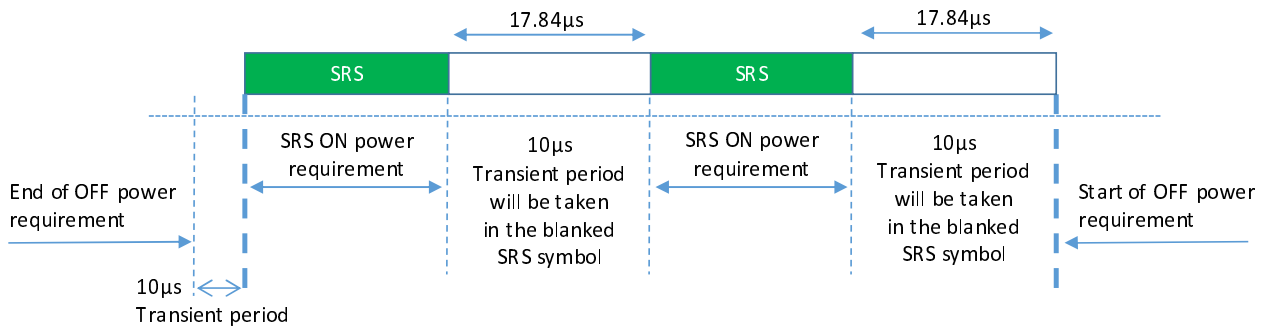 17.84µs
17.84µs
SRS
SRS
SRS ON power
requirement
10µs
Transient period
will be taken
in the blanked
SRS symbol
SRS ON power
requirement
10µs
Transient period
will be taken
in the blanked
SRS symbol
End of OFF power
requirement
Start of OFF power
requirement
10µs
Transient period